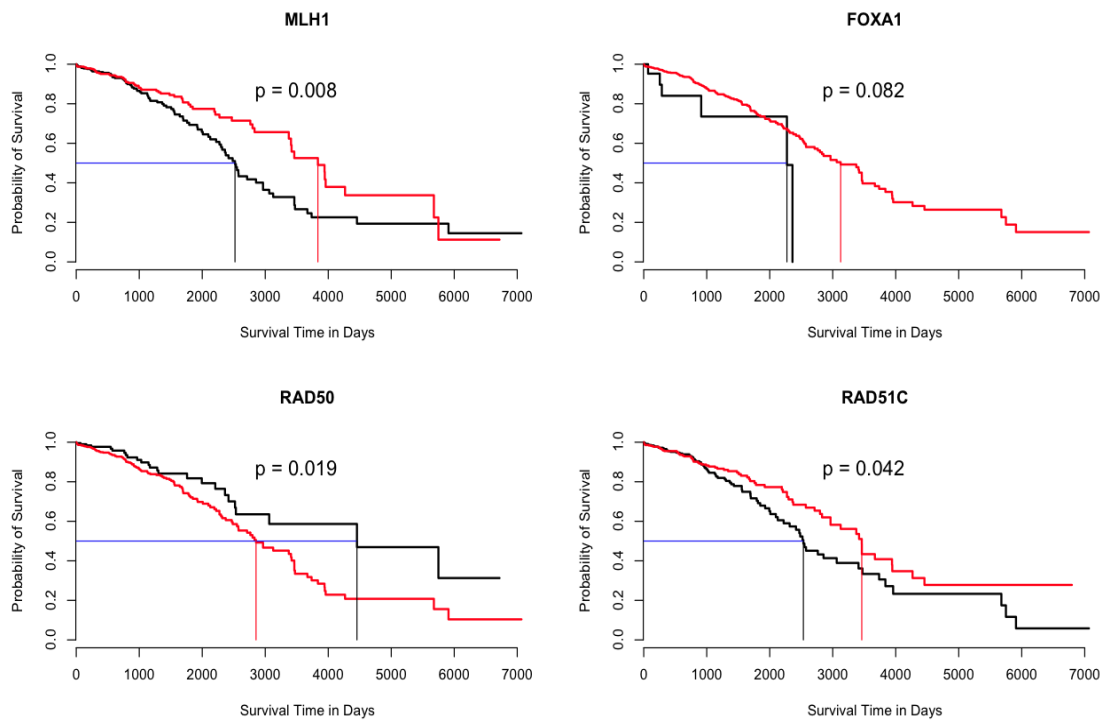 MLH1
Probability of Survival
0.0 0.2 0.4 0.6 0.8 1.0
p = 0.008
0 1000 2000 3000 4000 5000 6000 7000
Survival Time in Days
FOXA1
Probability of Survival
0.0 0.2 0.4 0.6 0.8 1.0
p = 0.082
0 1000 2000 3000 4000 5000 6000 7000
Survival Time in Days
RAD50
Probability of Survival
0.0 0.2 0.4 0.6 0.8 1.0
p = 0.019
0 1000 2000 3000 4000 5000 6000 7000
Survival Time in Days
RAD51C
Probability of Survival
0.0 0.2 0.4 0.6 0.8 1.0
p = 0.042
0 1000 2000 3000 4000 5000 6000 7000
Survival Time in Days